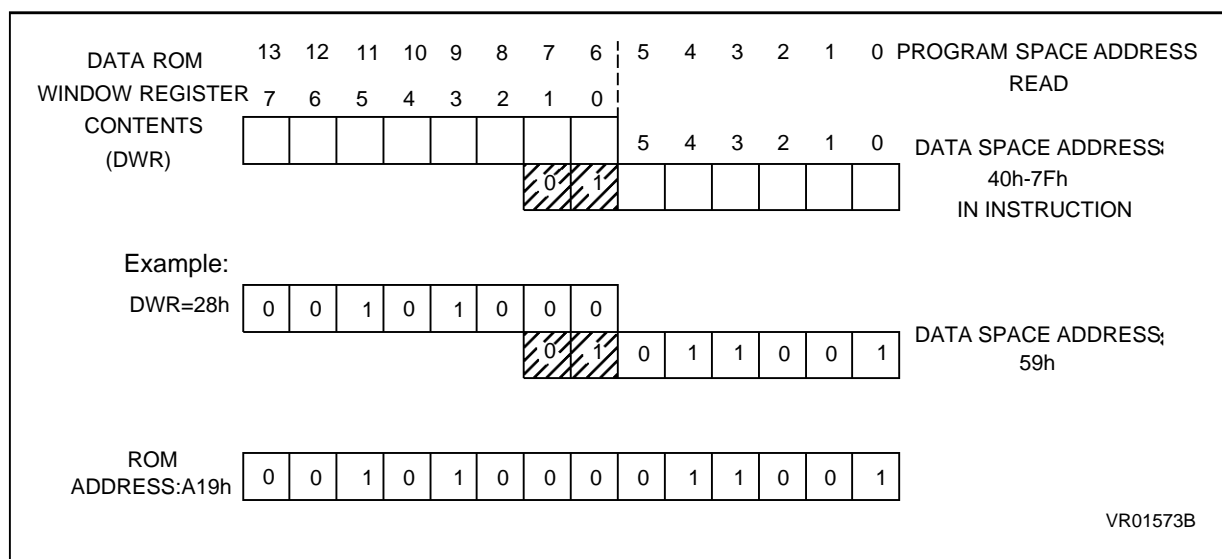 13 12 11 10 9 8 7 6 5 4 3 2 1 0 PROGRAM SPACE ADDRESS
READ
DATA ROM
WINDOW REGISTER 7 6 5 4 3 2 1 0
CONTENTS
(DWR)
5 4 3 2 1 0 DATA SPACE ADDRESS:
40h-7Fh
IN INSTRUCTION
0 1
Example:
DWR=28h 0 0 1 0 1 0 0 0
0 1 0 1 1 0 0 1 DATA SPACE ADDRESS:
59h
ROM
ADDRESS:A19h 0 0 1 0 1 0 0 0 0 1 1 0 0 1
VR01573B